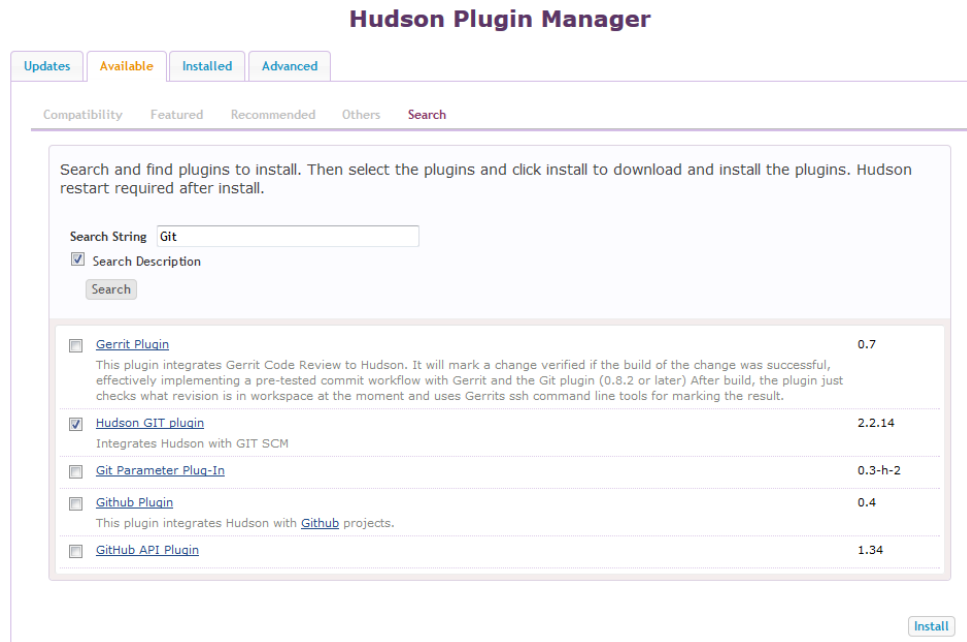 Hudson Plugin Manager
Updates Available Installed Advanced
Compatibility Featured Recommended Others Search
Search and find plugins to install. Then select the plugins and click install to download and install the plugins. Hudson
restart required after install.
Search String Git
Search Description
Search
Gerrit Plugin 0.7
This plugin integrates Gerrit Code Review to Hudson. It will mark a change verified if the build of the change was successful,
effectively implementing a pre-tested commit workflow with Gerrit and the Git plugin (0.8.2 or later) After build, the plugin just
checks what revision is in workspace at the moment and uses Gerrits ssh command line tools for marking the result.
Hudson GIT plugin 2.2.14
Integrates Hudson with GIT SCM
Git Parameter Plug-In 0.3-h-2
Github Plugin 0.4
This plugin integrates Hudson with Github projects.
GitHub API Plugin 1.34
Install